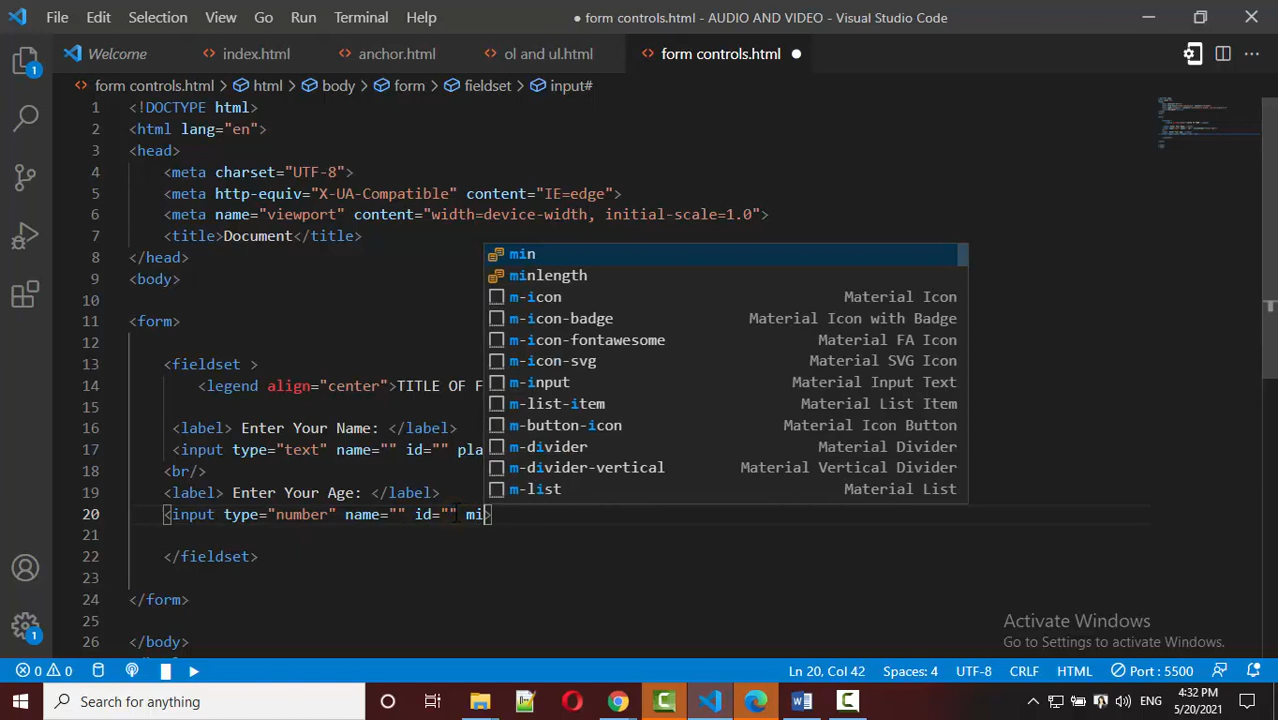 File Edit Selection View Go Run Terminal Help ● form controls.html - AUDIO AND VIDEO - Visual Studio Code
Welcome index.html anchor.html ol and ul.html form controls.html
form controls.html > html > body > form > fieldset > input#
1 <!DOCTYPE html>
2 <html lang="en">
3 <head>
4 <meta charset="UTF-8">
5 <meta http-equiv="X-UA-Compatible" content="IE=edge">
6 <meta name="viewport" content="width=device-width, initial-scale=1.0">
7 <title>Document</title>
8 </head>
9 <body>
10
11 <form>
12
13 <fieldset >
14 <legend align="center">TITLE OF F
15
16 <label> Enter Your Name: </label>
17 <input type="text" name="" id="" pla
18 <br/>
19 <label> Enter Your Age: </label>
20 <input type="number" name="" id="" mi>
21
22 </fieldset>
23
24 </form>
25
26 </body>
min
minlength
m-icon Material Icon
m-icon-badge Material Icon with Badge
m-icon-fontawesome Material FA Icon
m-icon-svg Material SVG Icon
m-input Material Input Text
m-list-item Material List Item
m-button-icon Material Icon Button
m-divider Material Divider
m-divider-vertical Material Vertical Divider
m-list Material List
1
1
Activate Windows
Go to Settings to activate Windows.
0 0 Ln 20, Col 42 Spaces: 4 UTF-8 CRLF HTML Port : 5500
Search for anything ENG 4:32 PM
5/20/2021